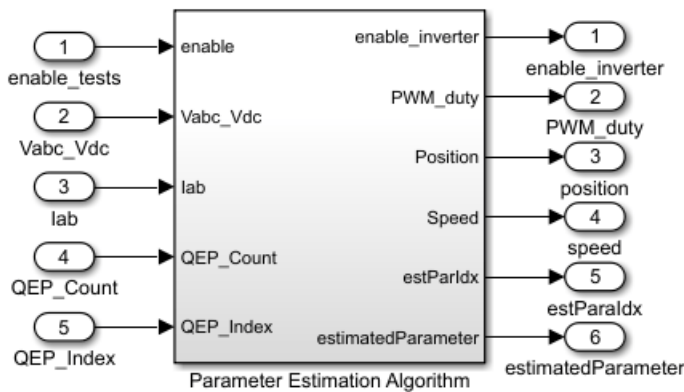 1
enable_tests
2
Vabc_Vdc
3
Iab
4
QEP_Count
5
QEP_Index
enable
Vabc_Vdc
Iab
QEP_Count
QEP_Index
enable_inverter
PWM_duty
Position
Speed
estParIdx
estimatedParameter
Parameter Estimation Algorithm
1
enable_inverter
2
PWM_duty
3
position
4
speed
5
estParaIdx
6
estimatedParameter